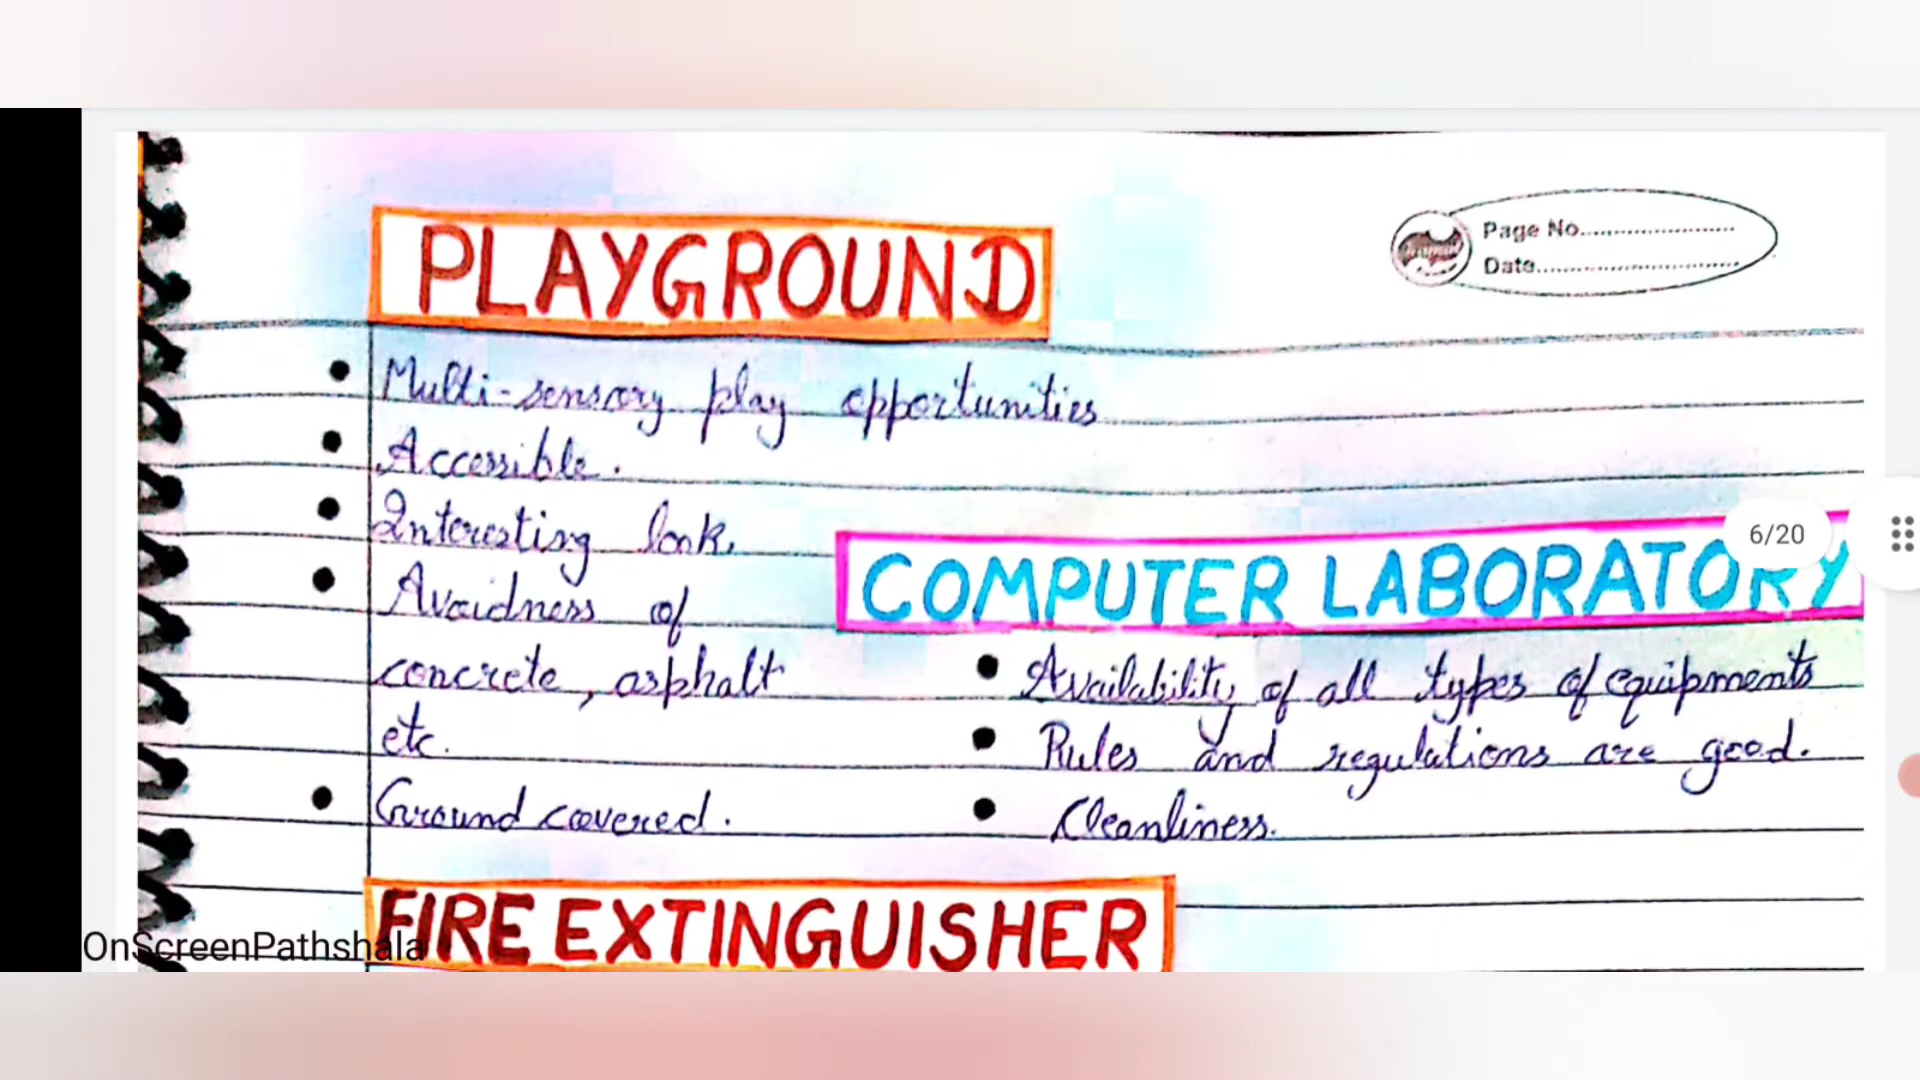 PLAYGROUND
Page No.
Date
• Multi-sensory play opportunities
• Accessible.
• Interesting look.
• Avoidness of
concrete, asphalt
etc.
• Ground covered.
6/20
COMPUTER LABORATORY
• Availability of all types of equipments
• Rules and regulations are good.
• Cleanliness.
FIRE EXTINGUISHER
OnScreenPathshala